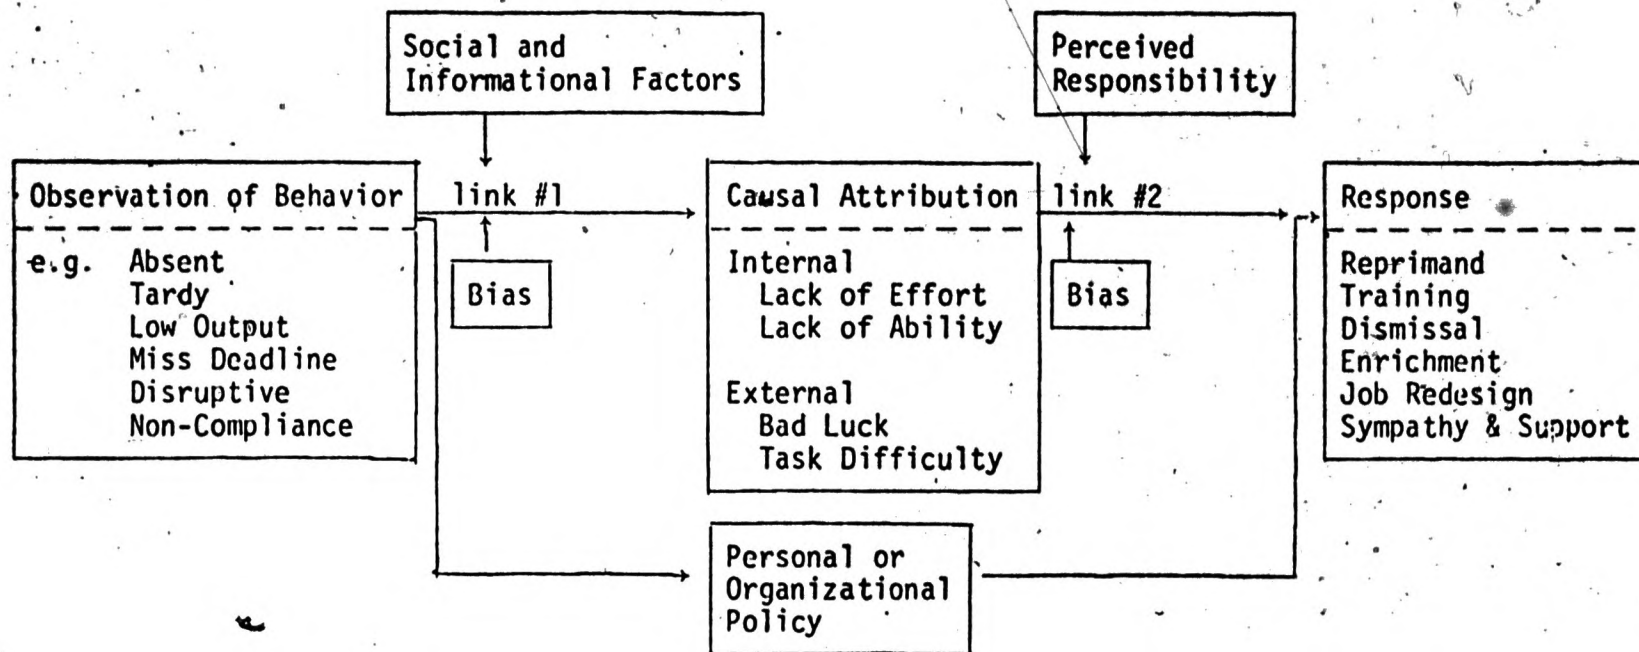 Social and
Informational Factors
Perceived
Responsibility
Observation of Behavior
e.g. Absent
Tardy
Low Output
Miss Deadline
Disruptive
Non-Compliance
link #1
Bias
Causal Attribution
Internal
Lack of Effort
Lack of Ability
External
Bad Luck
Task Difficulty
link #2
Bias
Response
Reprimand
Training
Dismissal
Enrichment
Job Redesign
Sympathy & Support
Personal or
Organizational
Policy